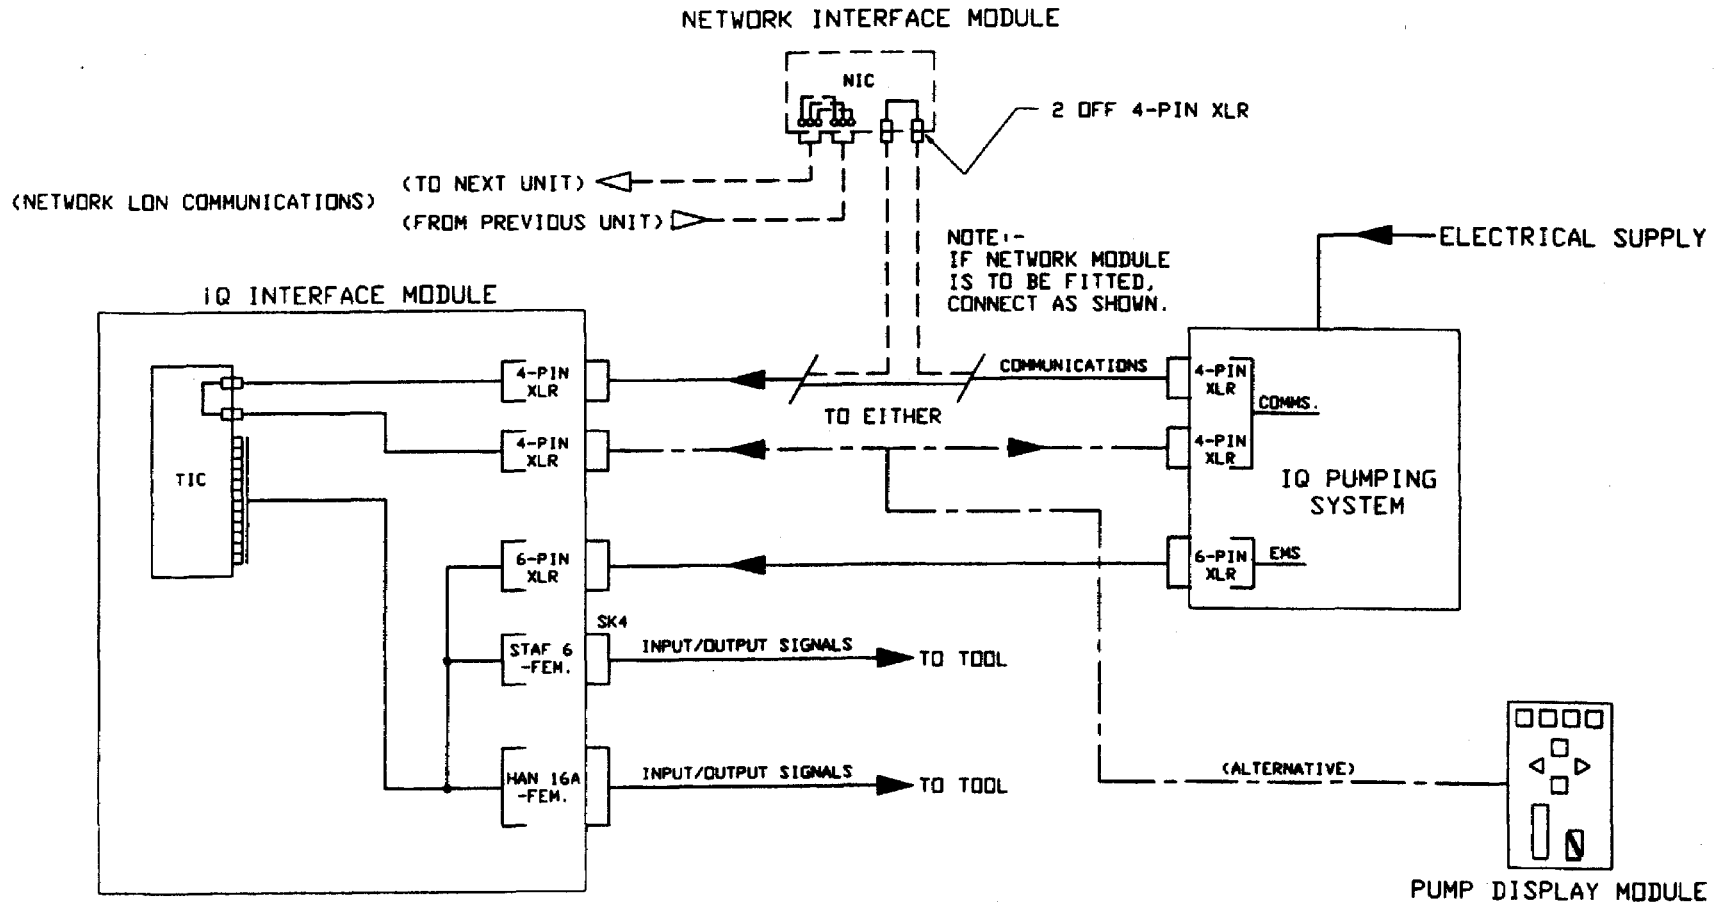 NETWORK INTERFACE MODULE
NIC
2 OFF 4-PIN XLR
(TO NEXT UNIT)
(NETWORK LON COMMUNICATIONS)
(FROM PREVIOUS UNIT)
NOTE:-
IF NETWORK MODULE
IS TO BE FITTED,
CONNECT AS SHOWN.
ELECTRICAL SUPPLY
iQ INTERFACE MODULE
4-PIN
XLR
COMMUNICATIONS
4-PIN
XLR
COMMS.
TO EITHER
4-PIN
XLR
4-PIN
XLR
TIC
IQ PUMPING
SYSTEM
6-PIN
XLR
6-PIN
XLR
EMS
SK4
STAF 6
-FEM.
INPUT/OUTPUT SIGNALS
TO TOOL
HAN 16A
-FEM.
INPUT/OUTPUT SIGNALS
TO TOOL
(ALTERNATIVE)
PUMP DISPLAY MODULE